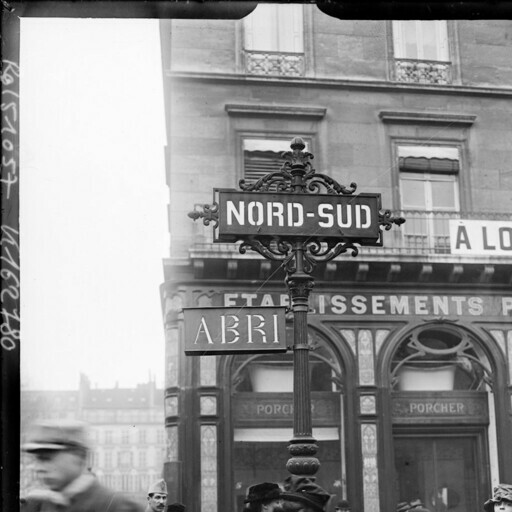 NORD-SUD
À LO
ETABLISSEMENTS P
ABRI
PORCHER
PORCHER